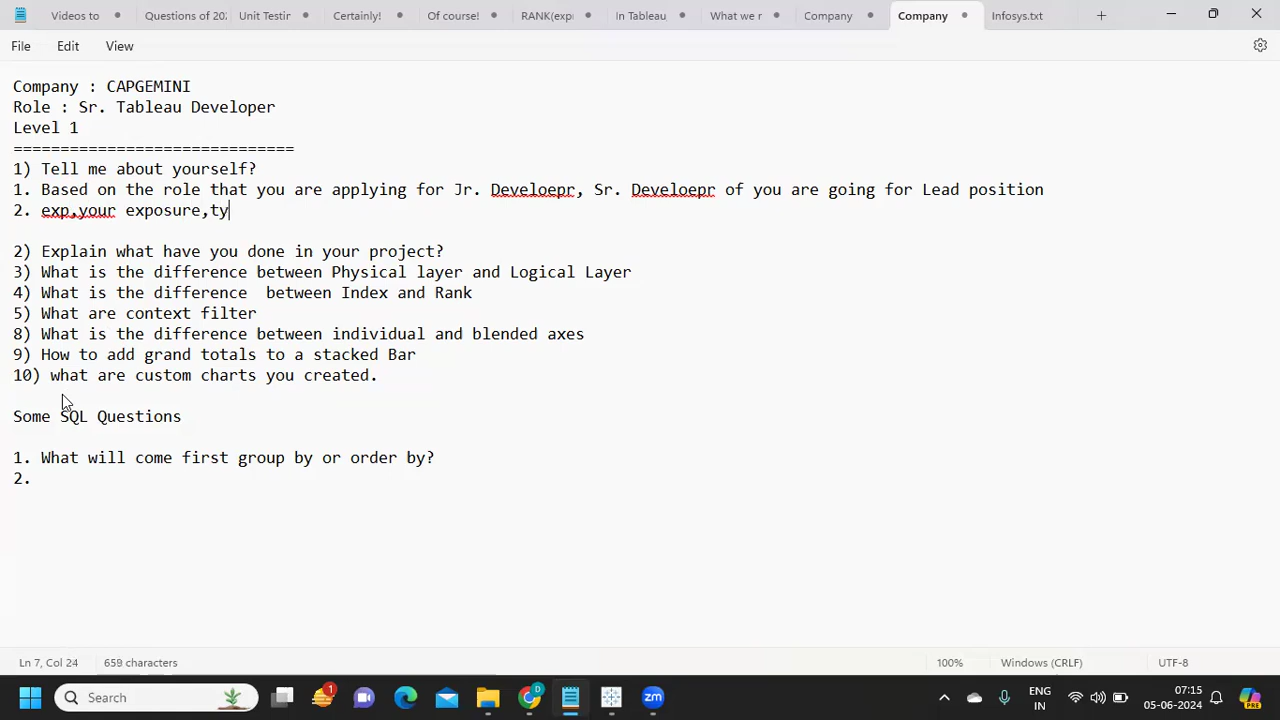 Videos to
Questions of 202
Unit Testin
Certainly!
Of course!
RANK(exp
In Tableau,
What we r
Company
Company
Infosys.txt
File
Edit
View
Company : CAPGEMINI
Role : Sr. Tableau Developer
Level 1
==============================
1) Tell me about yourself?
1. Based on the role that you are applying for Jr. Develoepr, Sr. Develoepr of you are going for Lead position
2. exp,your exposure,ty
2) Explain what have you done in your project?
3) What is the difference between Physical layer and Logical Layer
4) What is the difference  between Index and Rank
5) What are context filter
8) What is the difference between individual and blended axes
9) How to add grand totals to a stacked Bar
10) what are custom charts you created.
Some SQL Questions
1. What will come first group by or order by?
2.
Ln 7, Col 24
659 characters
100%
Windows (CRLF)
UTF-8
Search
1
D
zm
ENG
IN
07:15
05-06-2024
PRE